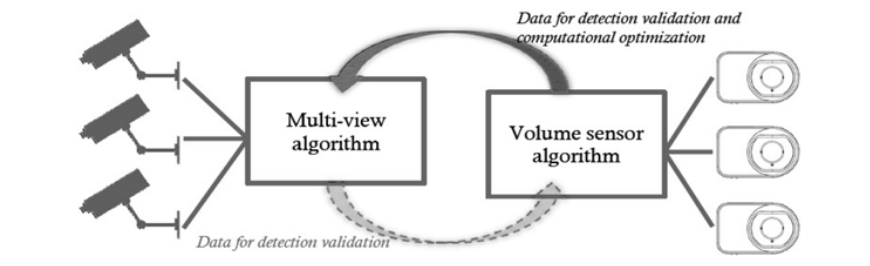 Data for detection validation and
computational optimization
Multi-view
algorithm
Volume sensor
algorithm
Data for detection validation